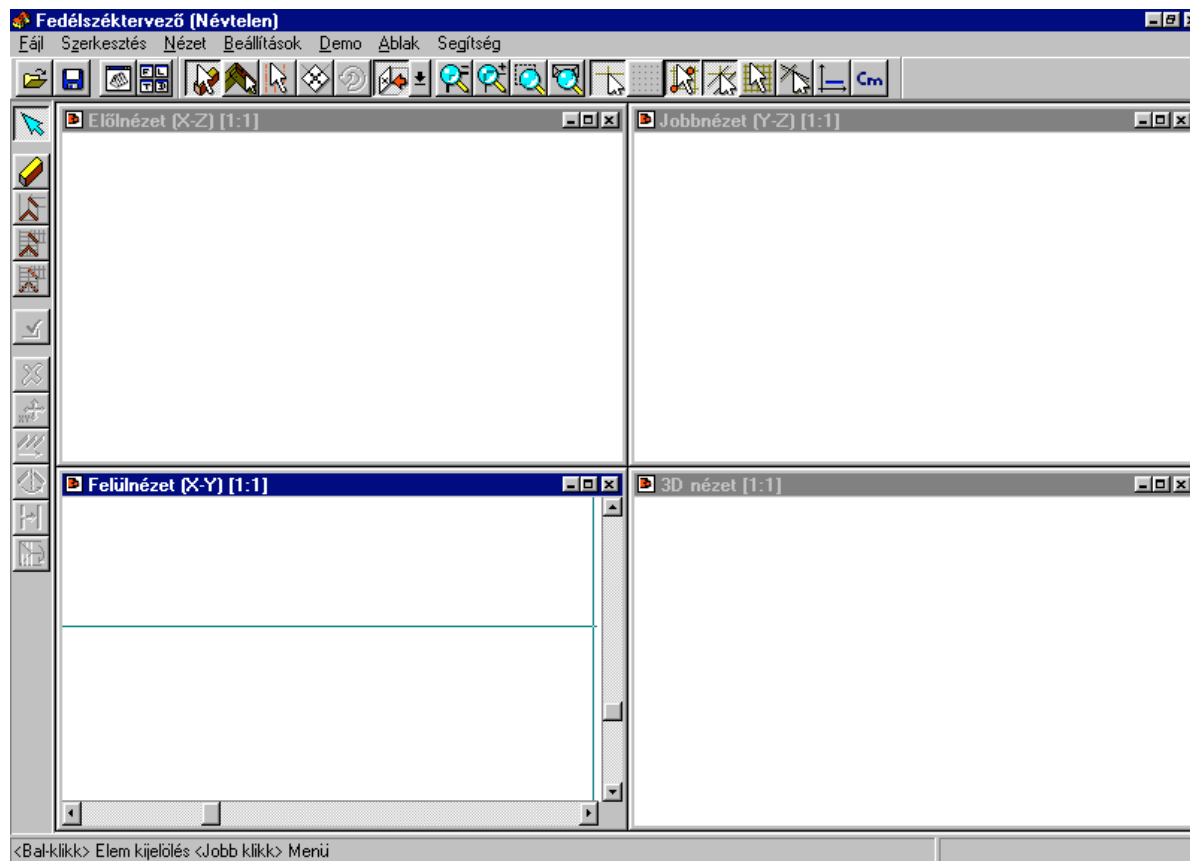 Fedélszéktervező (Névtelen)
Fájl Szerkesztés Nézet Beállítások Demo Ablak Segítség
Cm
Előlnézet (X-Z) [1:1]
Jobbnézet (Y-Z) [1:1]
Felülnézet (X-Y) [1:1]
3D nézet [1:1]
<Bal-klikk> Elem kijelölés <Jobb klikk> Menü